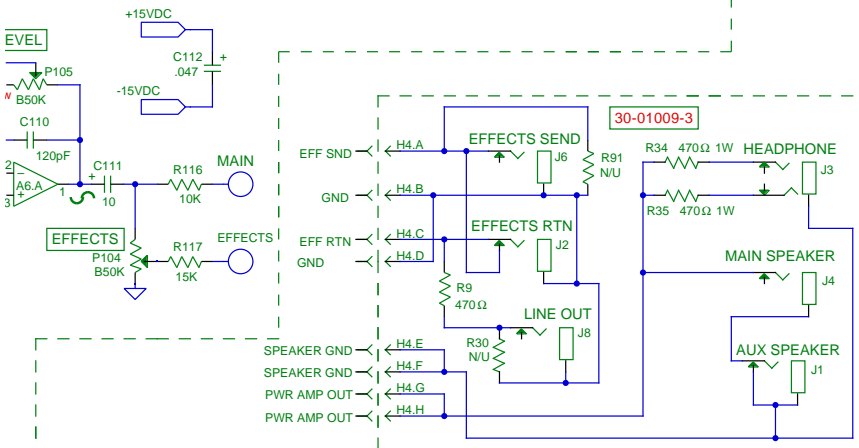 +15VDC
EVEL
C112
.047
+
P105
B50K
-15VDC
C110
120pF
30-01009-3
EFFECTS SEND
R34 470Ω 1W HEADPHONE
H4.A
EFF SND
J6
R91
N/U
J3
2
−
A6.A
1
+
3
+
C111
10
R116
10K
MAIN
H4.B
GND
R35 470Ω 1W
EFFECTS
P104
B50K
R117
15K
EFFECTS
EFFECTS RTN
H4.C
EFF RTN
J2
H4.D
GND
MAIN SPEAKER
J4
R9
470Ω
LINE OUT
J8
R30
N/U
SPEAKER GND H4.E
SPEAKER GND H4.F
PWR AMP OUT H4.G
PWR AMP OUT H4.H
AUX SPEAKER
J1